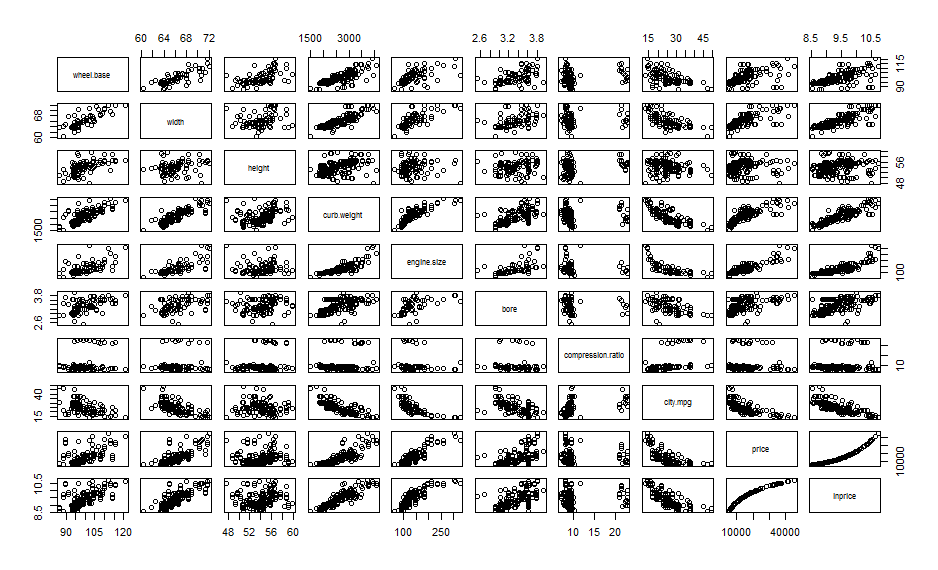 60 64 68 72 1500 3000 2.6 3.2 3.8 15 30 45 8.5 9.5 10.5
wheel.base 90 115
60 68 width
height 48 56
1500 curb.weight
engine.size 100
2.6 3.8 bore
compression.ratio 10
15 40 city.mpg
price 10000
8.5 10.5 lnprice
90 105 120 48 52 56 60 100 250 10 15 20 10000 40000